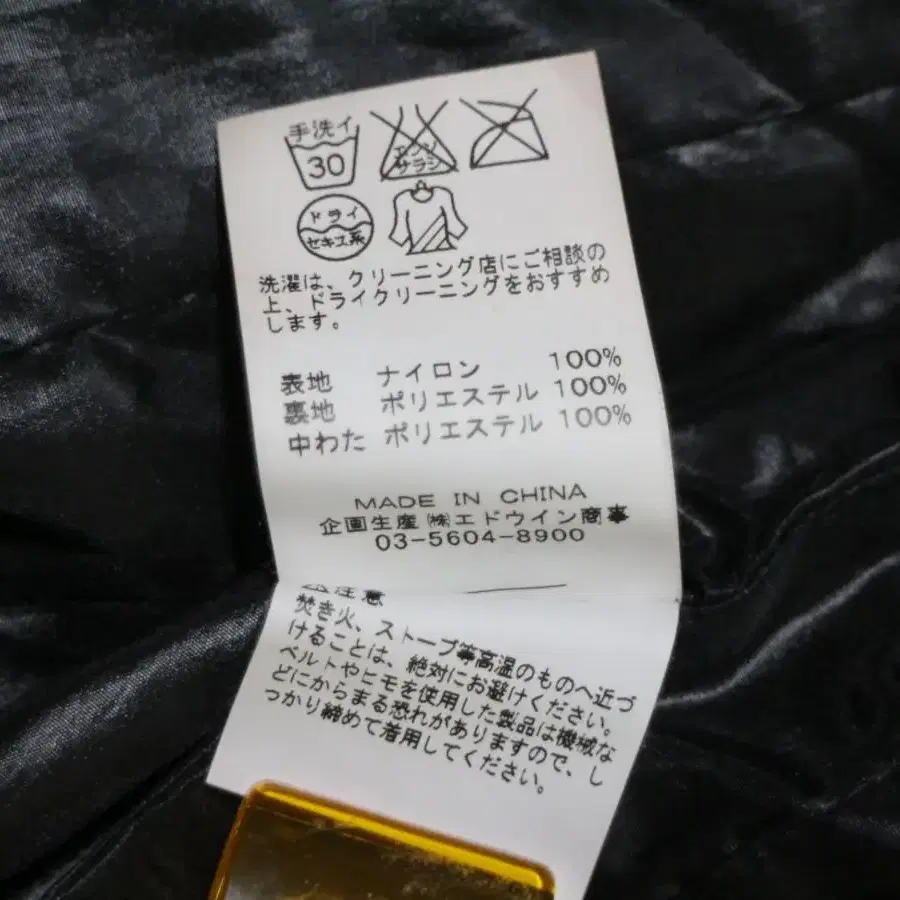 手洗イ
30
エンソ
サラシ
ドライ
セキユ系
洗濯は、クリーニング店にご相談の
上、ドライクリーニングをおすすめ
します。
表地 ナイロン 100%
裏地 ポリエステル 100%
中わた ポリエステル 100%
MADE IN CHINA
企画生産 ㈱エドウイン商事
03-5604-8900
注意
焚き火、ストーブ等高温のものへ近づ
けることは、絶対にお避けください。
ベルトやヒモを使用した製品は機械な
どにからまる恐れがありますので、し
っかり締めて着用してください。